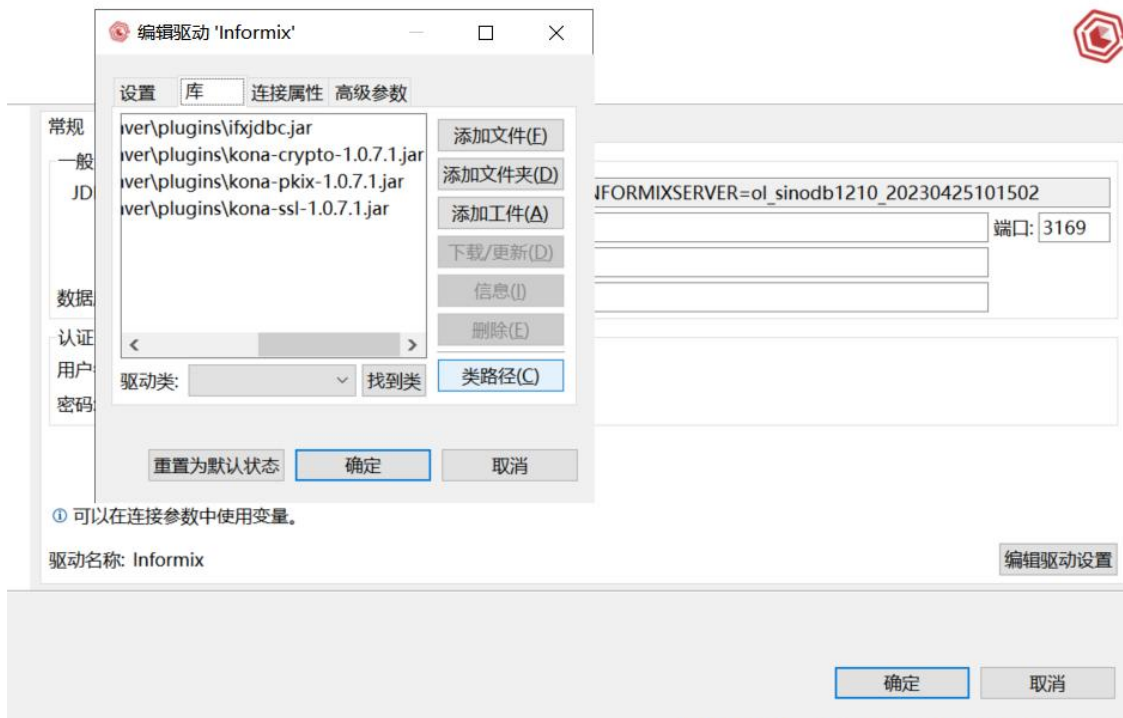 编辑驱动 'Informix'
设置 库 连接属性 高级参数
\plugins\ifxjdbc.jar
\plugins\kona-crypto-1.0.7.1.jar
\plugins\kona-pkix-1.0.7.1.jar
\plugins\kona-ssl-1.0.7.1.jar
添加文件(F)
添加文件夹(D)
添加工件(A)
下载/更新(D)
信息(I)
删除(E)
类路径(C)
驱动类: 找到类
重置为默认状态 确定 取消
常规
一般
JD
NFORMIXSERVER=ol_sinodb1210_20230425101502
端口: 3169
数据
认证
用户
密码
可以在连接参数中使用变量。
驱动名称: Informix
编辑驱动设置
确定 取消